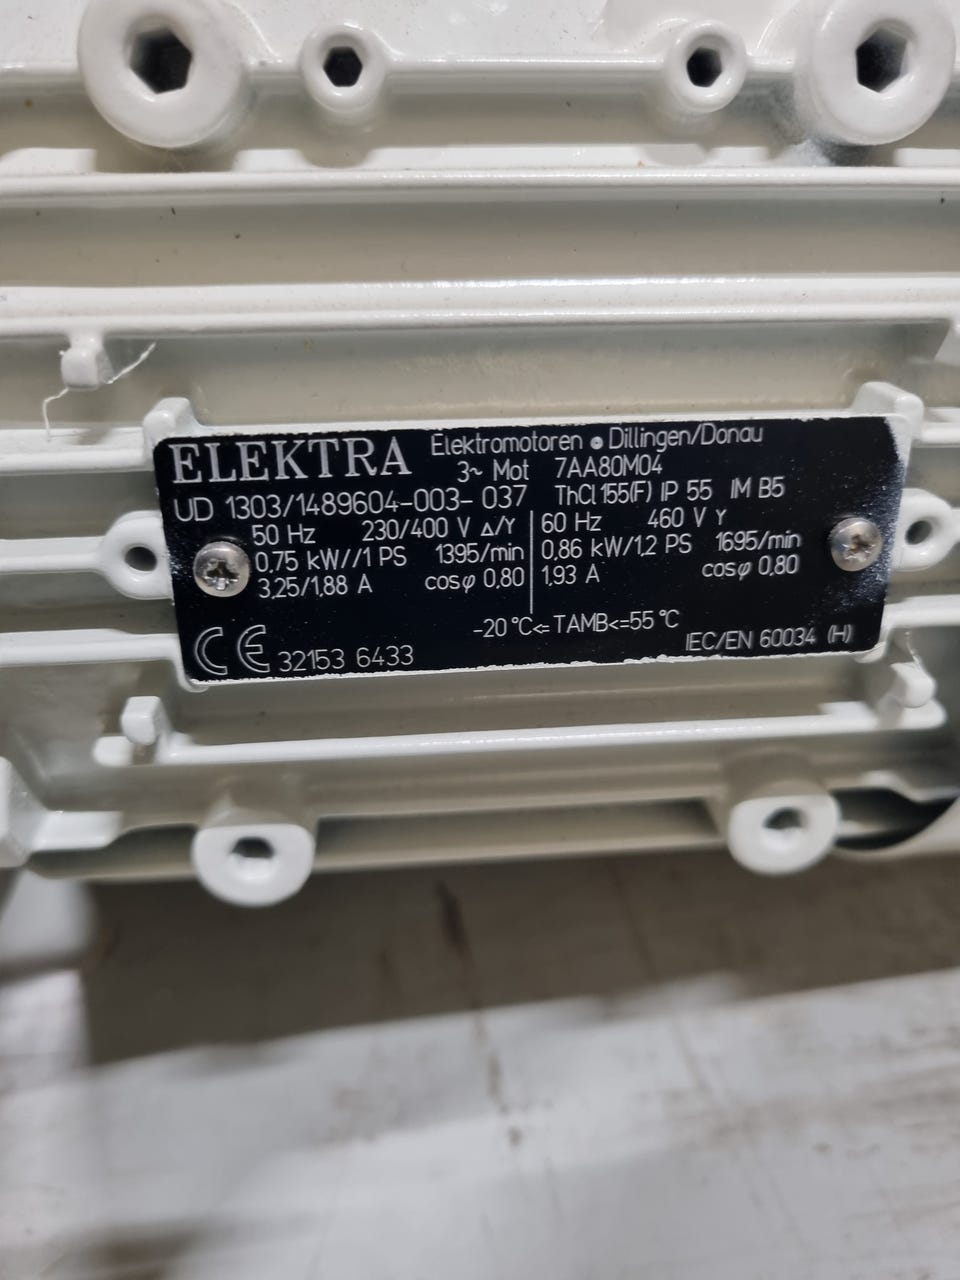 ELEKTRA Elektromotoren Dillingen/Donau
3~ Mot 7AA80M04
UD 1303/1489604-003-037 ThCl 155(F) IP 55 IM B5
50 Hz 230/400 V Δ/Y
0,75 kW//1 PS 1395/min
3,25/1,88 A cosφ 0,80
60 Hz 460 V Y
0,86 kW/1,2 PS 1695/min
1,93 A cosφ 0,80
-20 °C<= TAMB<=55 °C
CE 32153 6433 IEC/EN 60034 (H)